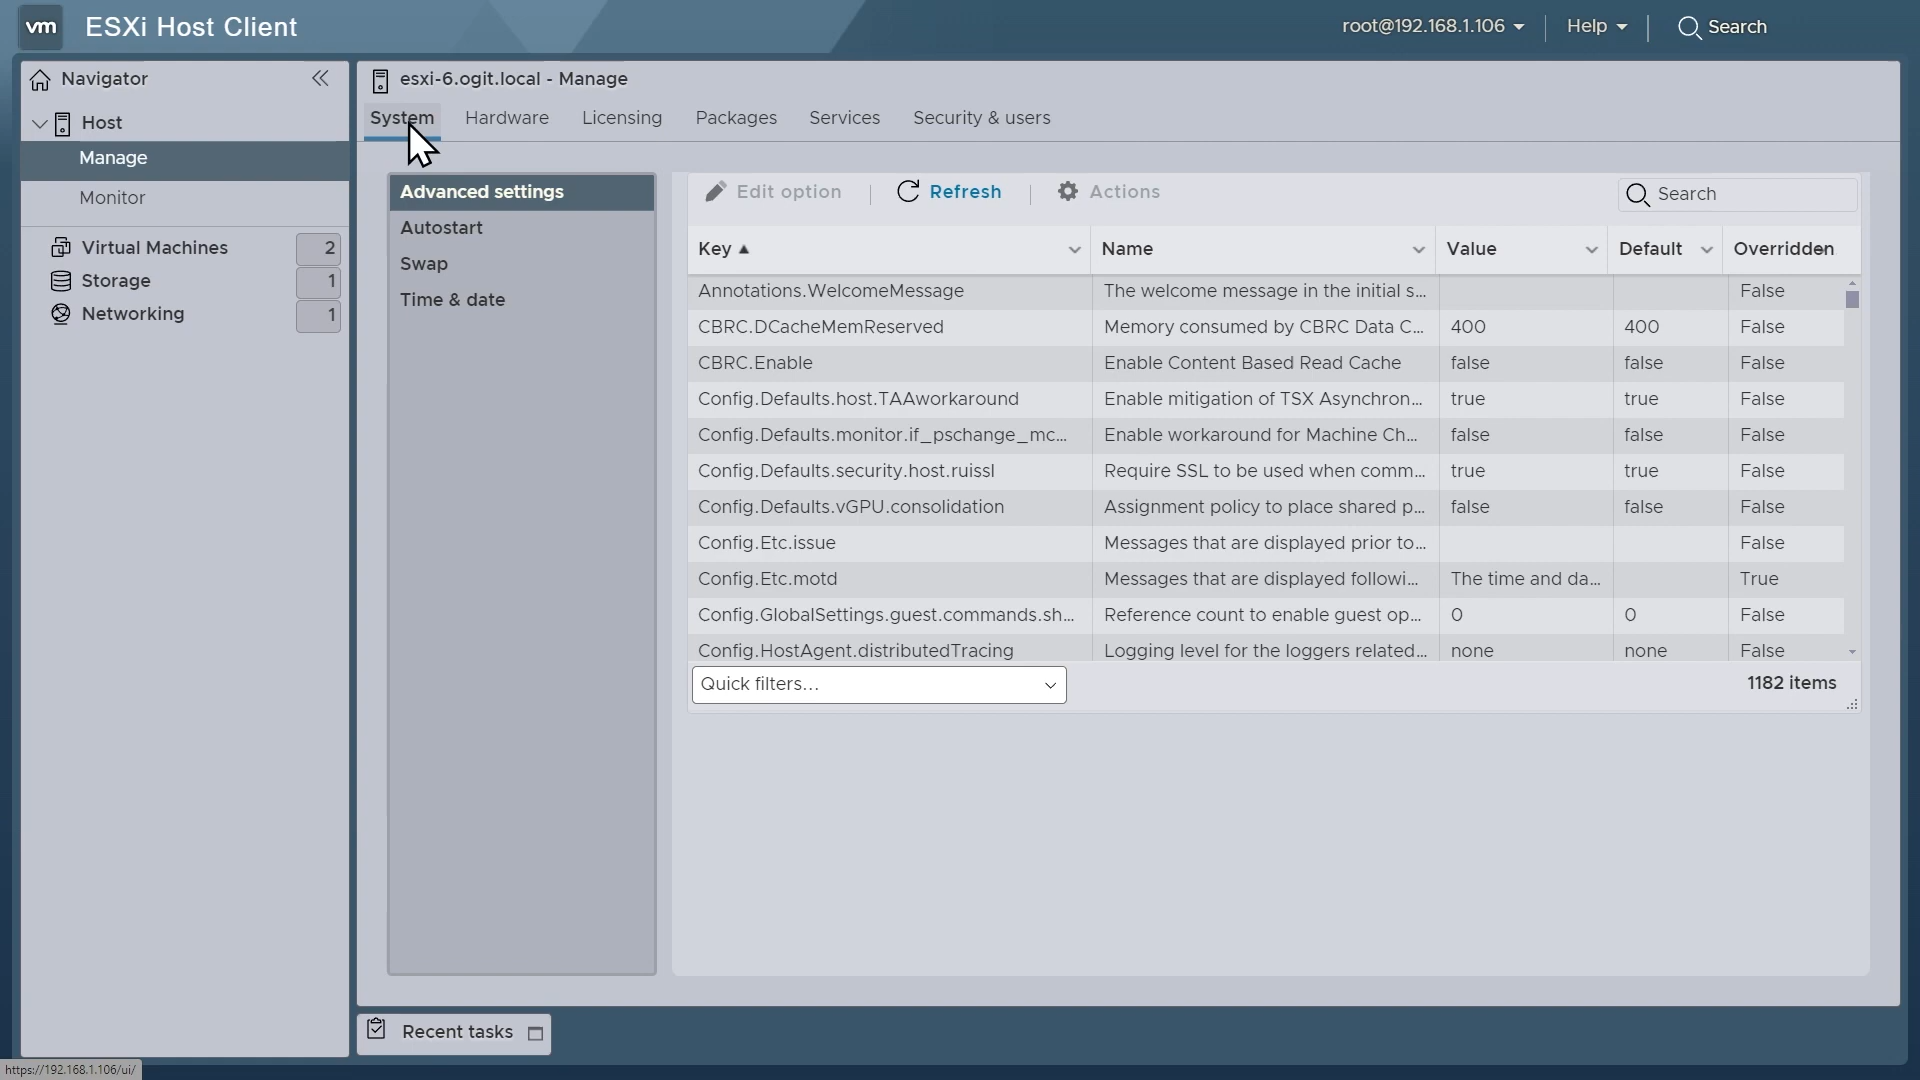 vm ESXi Host Client
root@192.168.1.106 Help Search
Navigator
Host
Manage
Monitor
Virtual Machines 2
Storage 1
Networking 1
esxi-6.ogit.local - Manage
System Hardware Licensing Packages Services Security & users
Advanced settings
Autostart
Swap
Time & date
Edit option Refresh Actions Search
Key Name Value Default Overridden
Annotations.WelcomeMessage The welcome message in the initial s... False
CBRC.DCacheMemReserved Memory consumed by CBRC Data C... 400 400 False
CBRC.Enable Enable Content Based Read Cache false false False
Config.Defaults.host.TAAworkaround Enable mitigation of TSX Asynchron... true true False
Config.Defaults.monitor.if_pschange_mc... Enable workaround for Machine Ch... false false False
Config.Defaults.security.host.ruissl Require SSL to be used when comm... true true False
Config.Defaults.vGPU.consolidation Assignment policy to place shared p... false false False
Config.Etc.issue Messages that are displayed prior to... False
Config.Etc.motd Messages that are displayed followi... The time and da... True
Config.GlobalSettings.guest.commands.sh... Reference count to enable guest op... 0 0 False
Config.HostAgent.distributedTracing Logging level for the loggers related... none none False
Quick filters... 1182 items
Recent tasks
https://192.168.1.106/ui/